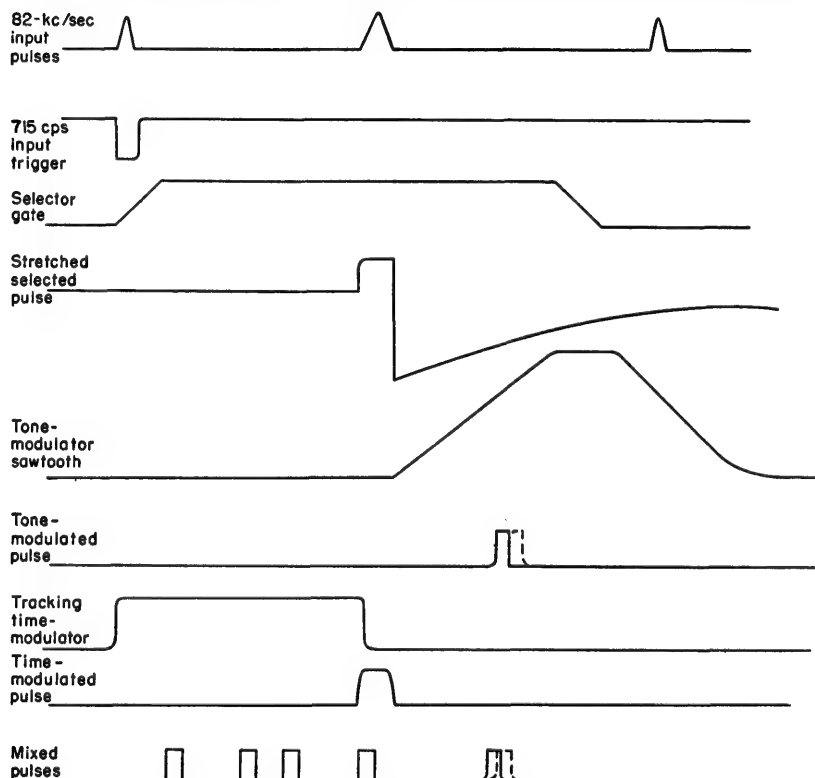 82-kc/sec
input
pulses
715 cps
input
trigger
Selector
gate
Stretched
selected
pulse
Tone-
modulator
sawtooth
Tone-
modulated
pulse
Tracking
time-
modulator
Time-
modulated
pulse
Mixed
pulses